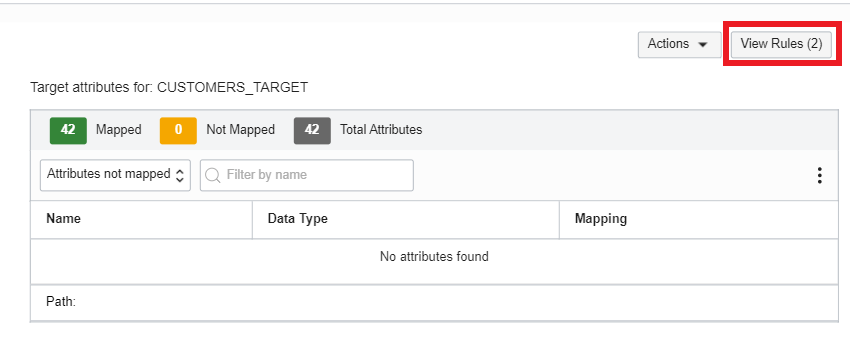 Actions View Rules (2)
Target attributes for: CUSTOMERS_TARGET
42 Mapped 0 Not Mapped 42 Total Attributes
Attributes not mapped Filter by name
Name Data Type Mapping
No attributes found
Path: